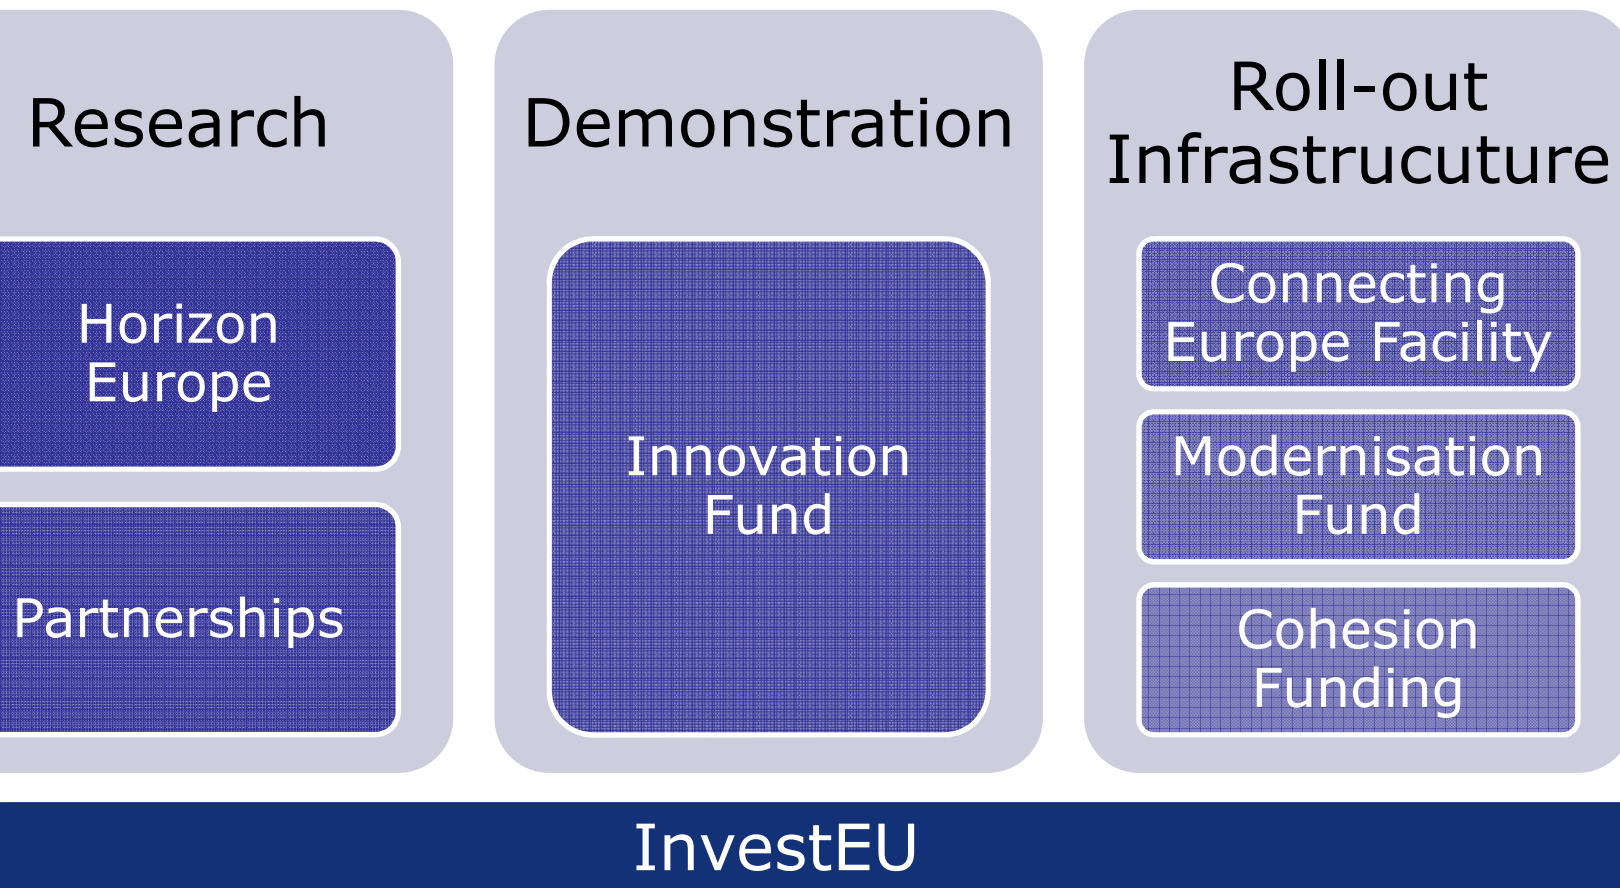 Research
Horizon
Europe
Partnerships
Demonstration
Innovation
Fund
Roll-out
Infrastrucuture
Connecting
Europe Facility
Modernisation
Fund
Cohesion
Funding
InvestEU